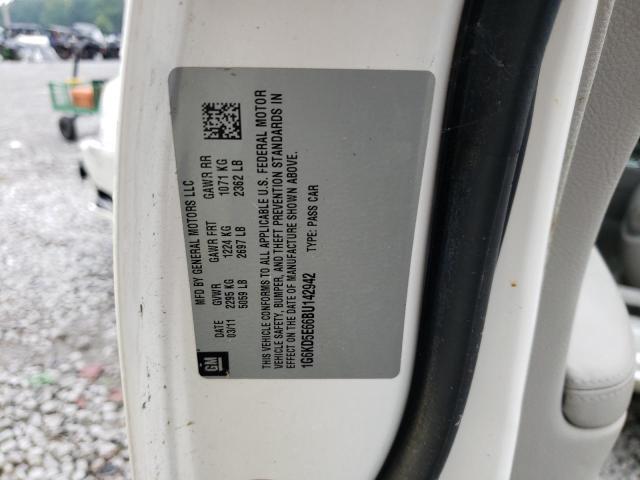 GM
MFD BY GENERAL MOTORS LLC
DATE GVWR GAWR FRT GAWR RR
03/11 2295 KG 1224 KG 1071 KG
5059 LB 2697 LB 2362 LB
THIS VEHICLE CONFORMS TO ALL APPLICABLE U.S. FEDERAL MOTOR
VEHICLE SAFETY, BUMPER, AND THEFT PREVENTION STANDARDS IN
EFFECT ON THE DATE OF MANUFACTURE SHOWN ABOVE.
1G6KD5E66BU142942 TYPE: PASS CAR